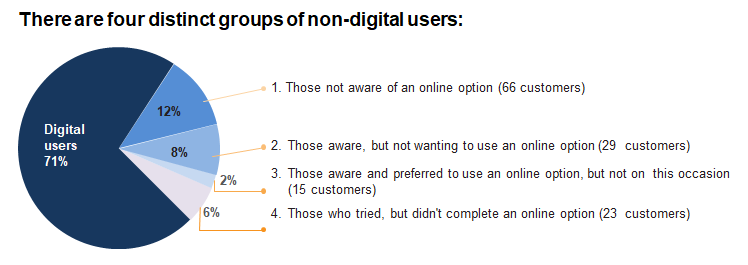 There are four distinct groups of non-digital users:
Digital
users
71%
12%
8%
2%
6%
1. Those not aware of an online option (66 customers)
2. Those aware, but not wanting to use an online option (29 customers)
3. Those aware and preferred to use an online option, but not on this occasion
(15 customers)
4. Those who tried, but didn't complete an online option (23 customers)